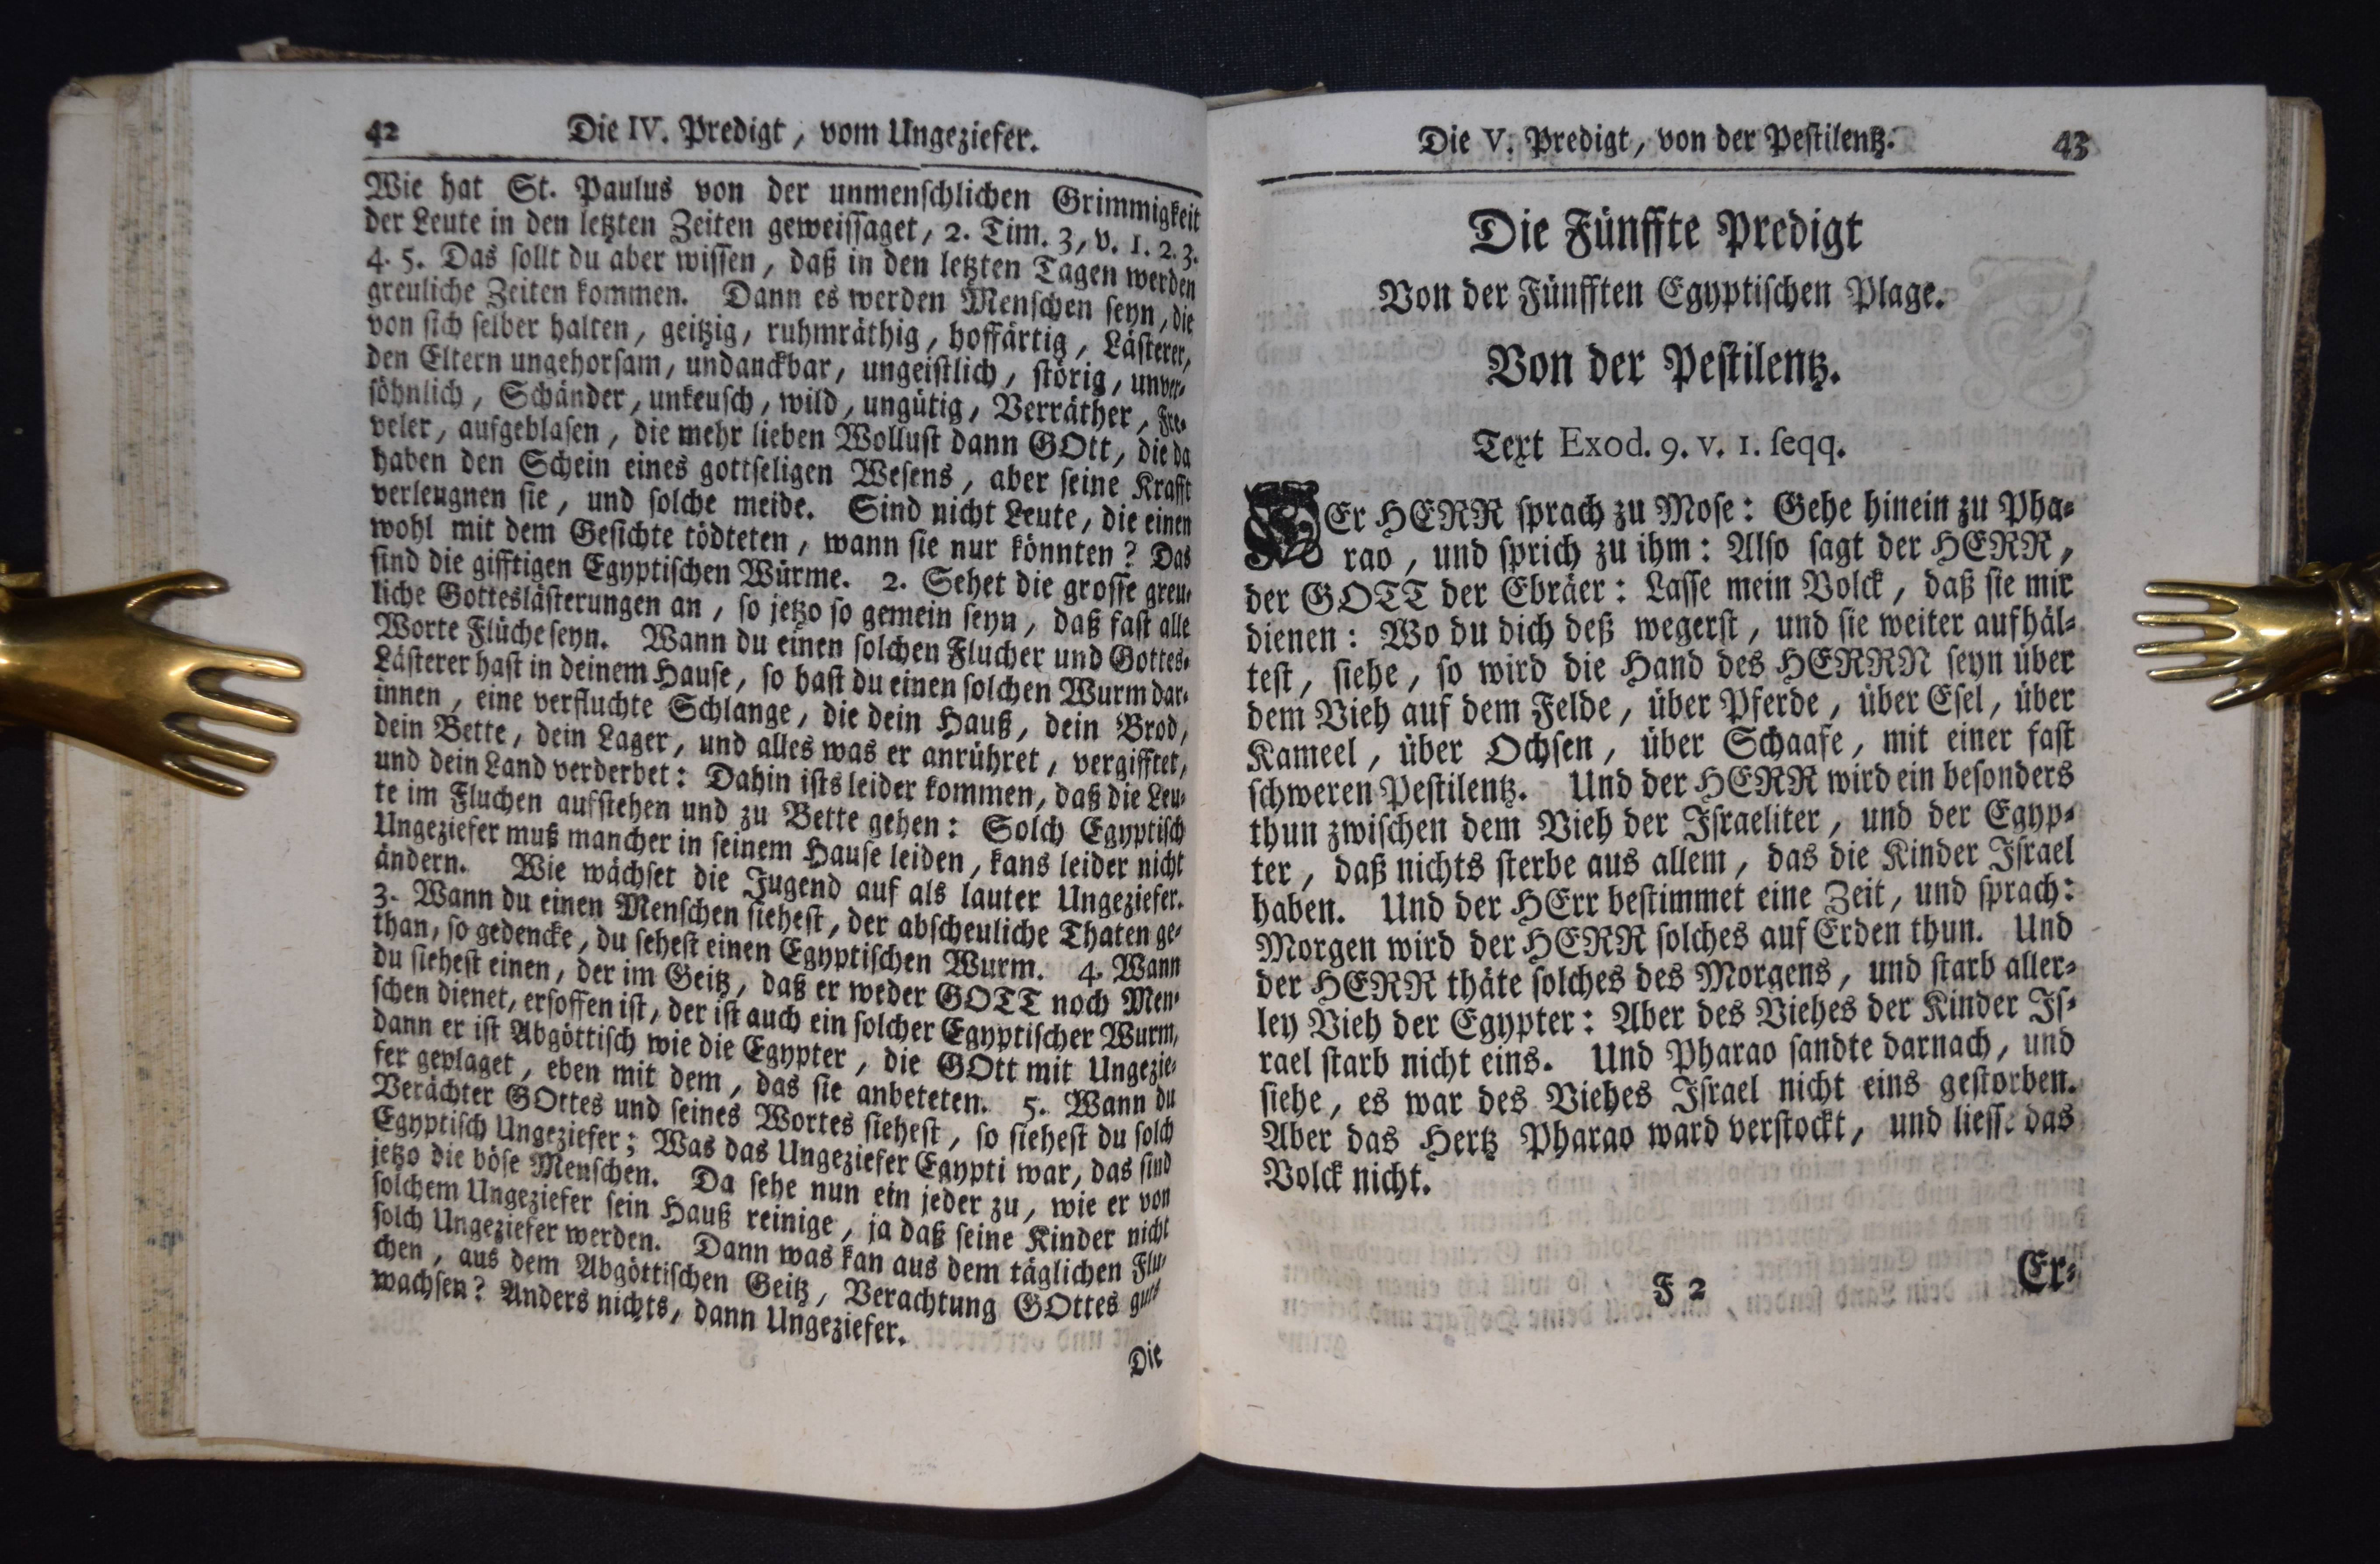 42 Die IV. Predigt, vom Ungeziefer.
Wie hat St. Paulus von der unmenſchlichen Grimmigkeit
der Leute in den letzten Zeiten geweiſſaget, 2. Tim. 3, v. 1. 2. 3.
4. 5. Das ſollt du aber wiſſen, daß in den letzten Tagen werden
greuliche Zeiten kommen. Dann es werden Menſchen ſeyn, die
von ſich ſelber halten, geitzig, ruhmräthig, hoffärtig, Läſterer,
den Eltern ungehorſam, undanckbar, ungeiſtlich, ſtörig, unver-
ſöhnlich, Schänder, unkeuſch, wild, ungütig, Verräther, Fre-
veler, aufgeblaſen, die mehr lieben Wolluſt dann GOtt, die da
haben den Schein eines gottſeligen Weſens, aber ſeine Krafft
verleugnen ſie, und ſolche meide. Sind nicht Leute, die einen
wohl mit dem Geſichte tödteten, wann ſie nur könnten? Das
ſind die gifftigen Egyptiſchen Würme. 2. Sehet die groſſe greu-
liche Gottesläſterungen an, ſo jetzo ſo gemein ſeyn, daß faſt alle
Worte Flüche ſeyn. Wann du einen ſolchen Flucher und Gottes-
Läſterer haſt in deinem Hauſe, ſo haſt du einen ſolchen Wurm dar-
innen, eine verfluchte Schlange, die dein Hauß, dein Brod,
dein Bette, dein Lager, und alles was er anrühret, vergifftet,
und dein Land verderbet: Dahin iſts leider kommen, daß die Leu-
te im Fluchen aufſtehen und zu Bette gehen: Solch Egyptiſch
Ungeziefer muß mancher in ſeinem Hauſe leiden, kans leider nicht
ändern. Wie wächſet die Jugend auf als lauter Ungeziefer.
3. Wann du einen Menſchen ſieheſt, der abſcheuliche Thaten ge-
than, ſo gedencke, du ſeheſt einen Egyptiſchen Wurm. 4. Wann
du ſieheſt einen, der im Geitz, daß er weder GOTT noch Men-
ſchen dienet, erſoffen iſt, der iſt auch ein ſolcher Egyptiſcher Wurm,
dann er iſt Abgöttiſch wie die Egypter, die GOtt mit Ungezie-
fer geplaget, eben mit dem, das ſie anbeteten. 5. Wann du
Verächter GOttes und ſeines Wortes ſieheſt, ſo ſieheſt du ſolch
Egyptiſch Ungeziefer; Was das Ungeziefer Egypti war, das ſind
jetzo die böſe Menſchen. Da ſehe nun ein jeder zu, wie er von
ſolchem Ungeziefer ſein Hauß reinige, ja daß ſeine Kinder nicht
ſolch Ungeziefer werden. Dann was kan aus dem täglichen Flu-
chen, aus dem Abgöttiſchen Geitz, Verachtung GOttes guts
wachſen? Anders nichts, dann Ungeziefer.
Die
Die V. Predigt, von der Peſtilentz. 43
Die Fünffte Predigt
Von der Fünfften Egyptiſchen Plage.
Von der Peſtilentz.
Text Exod. 9. v. 1. ſeqq.
DEr HERR ſprach zu Moſe: Gehe hinein zu Pha-
rao, und ſprich zu ihm: Alſo ſagt der HERR,
der GOTT der Ebräer: Laſſe mein Volck, daß ſie mir
dienen: Wo du dich deß wegerſt, und ſie weiter aufhäl-
teſt, ſiehe, ſo wird die Hand des HERRN ſeyn über
dem Vieh auf dem Felde, über Pferde, über Eſel, über
Kameel, über Ochſen, über Schaafe, mit einer faſt
ſchweren Peſtilentz. Und der HERR wird ein beſonders
thun zwiſchen dem Vieh der Iſraeliter, und der Egyp-
ter, daß nichts ſterbe aus allem, das die Kinder Iſrael
haben. Und der HErr beſtimmet eine Zeit, und ſprach:
Morgen wird der HERR ſolches auf Erden thun. Und
der HERR thäte ſolches des Morgens, und ſtarb aller-
ley Vieh der Egypter: Aber des Viehes der Kinder Iſ-
rael ſtarb nicht eins. Und Pharao ſandte darnach, und
ſiehe, es war des Viehes Iſrael nicht eins geſtorben.
Aber das Hertz Pharao ward verſtockt, und lieſſe das
Volck nicht.
F 2 Er-